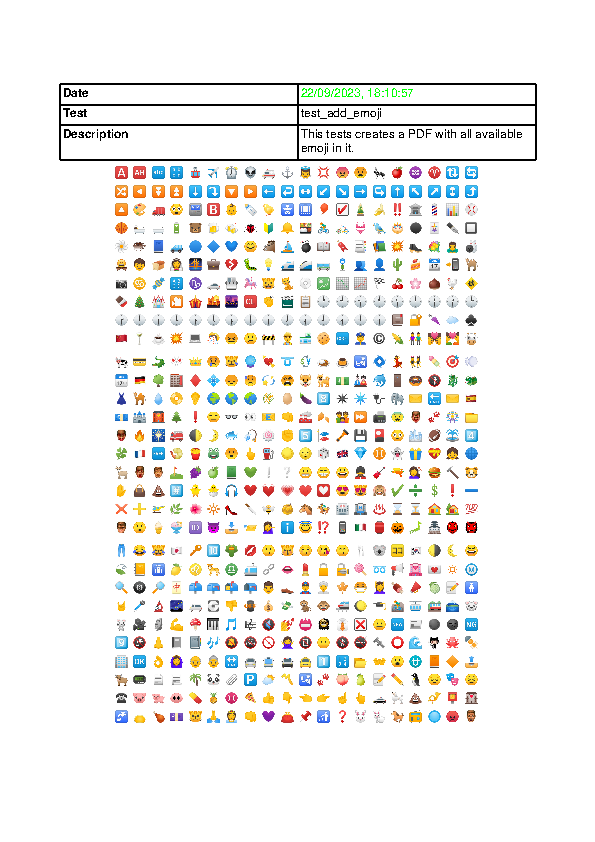 Date
22/09/2023, 18:10:57
Test
test_add_emoji
Description
This tests creates a PDF with all available
emoji in it.